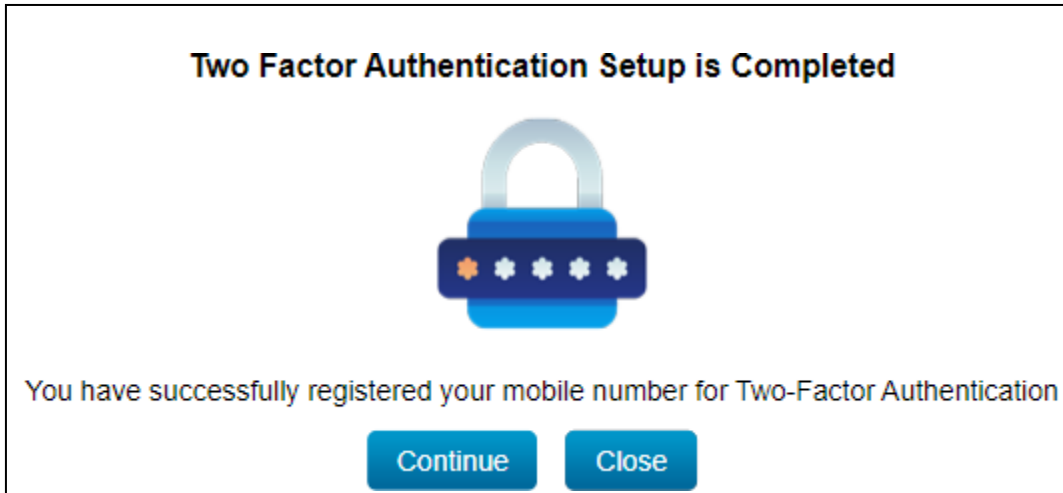 Two Factor Authentication Setup is Completed
*****
You have successfully registered your mobile number for Two-Factor Authentication
Continue Close